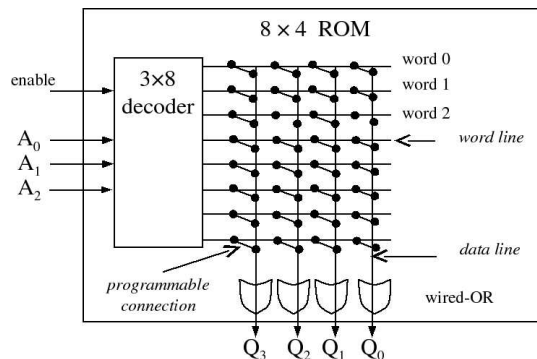 8 × 4 ROM
3×8
decoder
enable
A0
A1
A2
word 0
word 1
word 2
word line
data line
programmable
connection
wired-OR
Q3 Q2 Q1 Q0